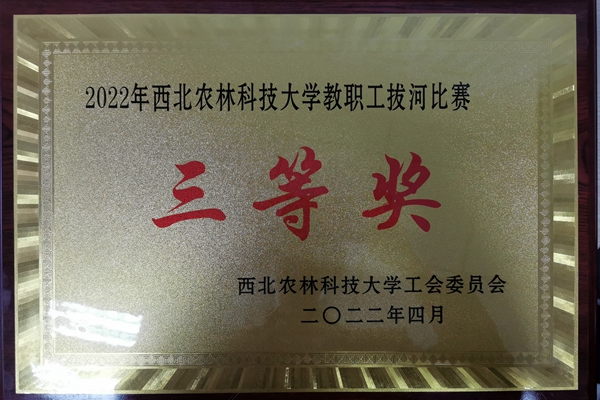 2022年西北农林科技大学教职工拔河比赛
三等奖
西北农林科技大学工会委员会
二〇二二年四月